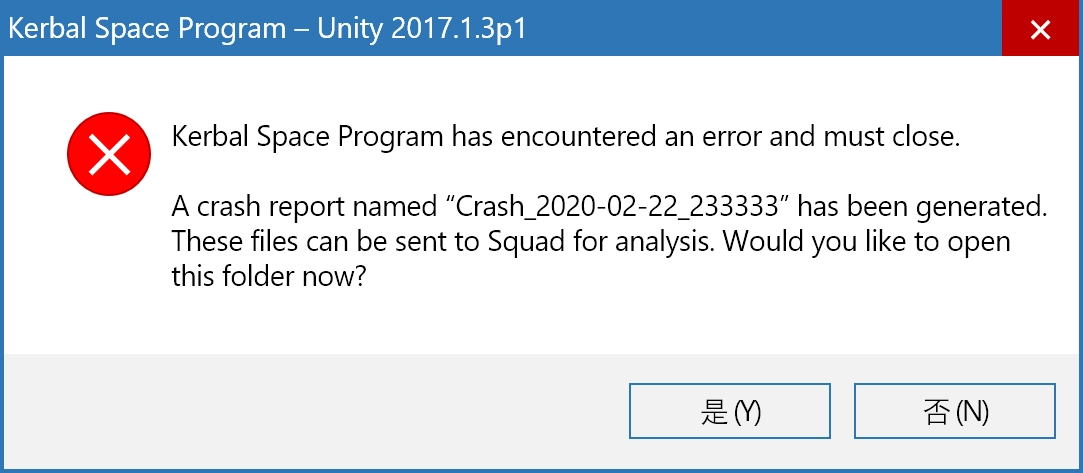 Kerbal Space Program – Unity 2017.1.3p1
Kerbal Space Program has encountered an error and must close.
A crash report named “Crash_2020-02-22_233333” has been generated.
These files can be sent to Squad for analysis. Would you like to open
this folder now?
是(Y)
否(N)